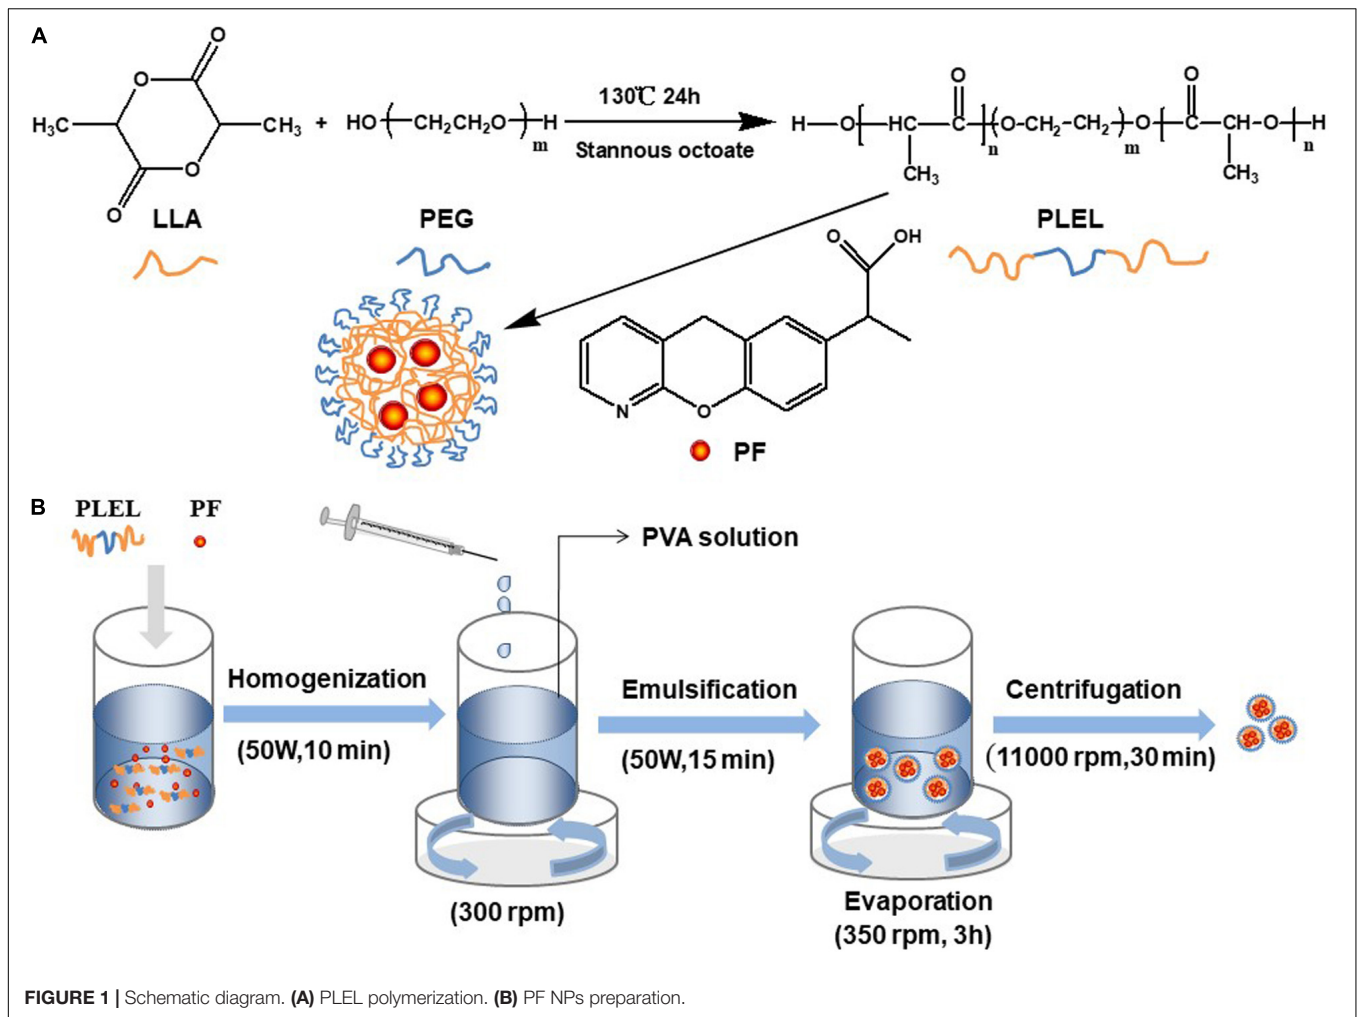 A
O
O
H₃C
CH₃
O
O
LLA
+
HO(CH₂CH₂O)H
m
130℃ 24h
Stannous octoate
O O
H—O[HC—C]n(O-CH₂-CH₂)mO[C—CH-O]nH
CH₃ CH₃
PEG
PLEL
O OH
N O
PF
B
PLEL PF
PVA solution
Homogenization
(50W,10 min)
Emulsification
(50W,15 min)
Centrifugation
(11000 rpm,30 min)
(300 rpm)
Evaporation
(350 rpm, 3h)
FIGURE 1 | Schematic diagram. (A) PLEL polymerization. (B) PF NPs preparation.